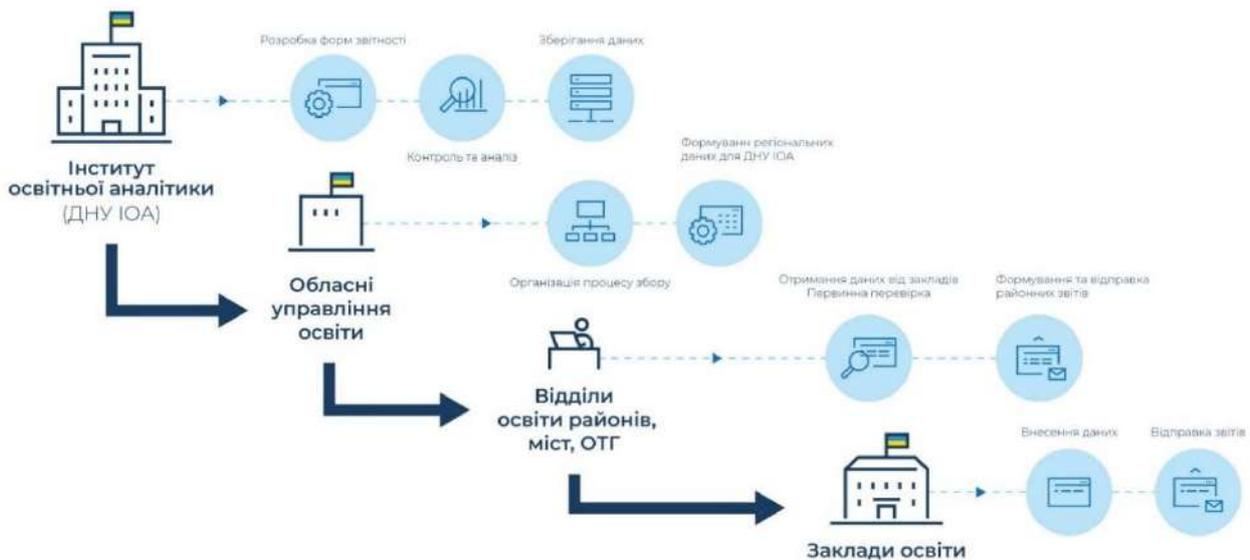 Розробка форм звітності
Зберігання даних
Контроль та аналіз
Інститут
освітньої аналітики
(ДНУ ІОА)
Формуванн регіональних
даних для ДНУ ІОА
Організація процесу збору
Обласні
управління
освіти
Отримання даних від закладів
Первинна перевірка
Формування та відправка
районних звітів
Відділи
освіти районів,
міст, ОТГ
Внесення даних
Відправка звітів
Заклади освіти